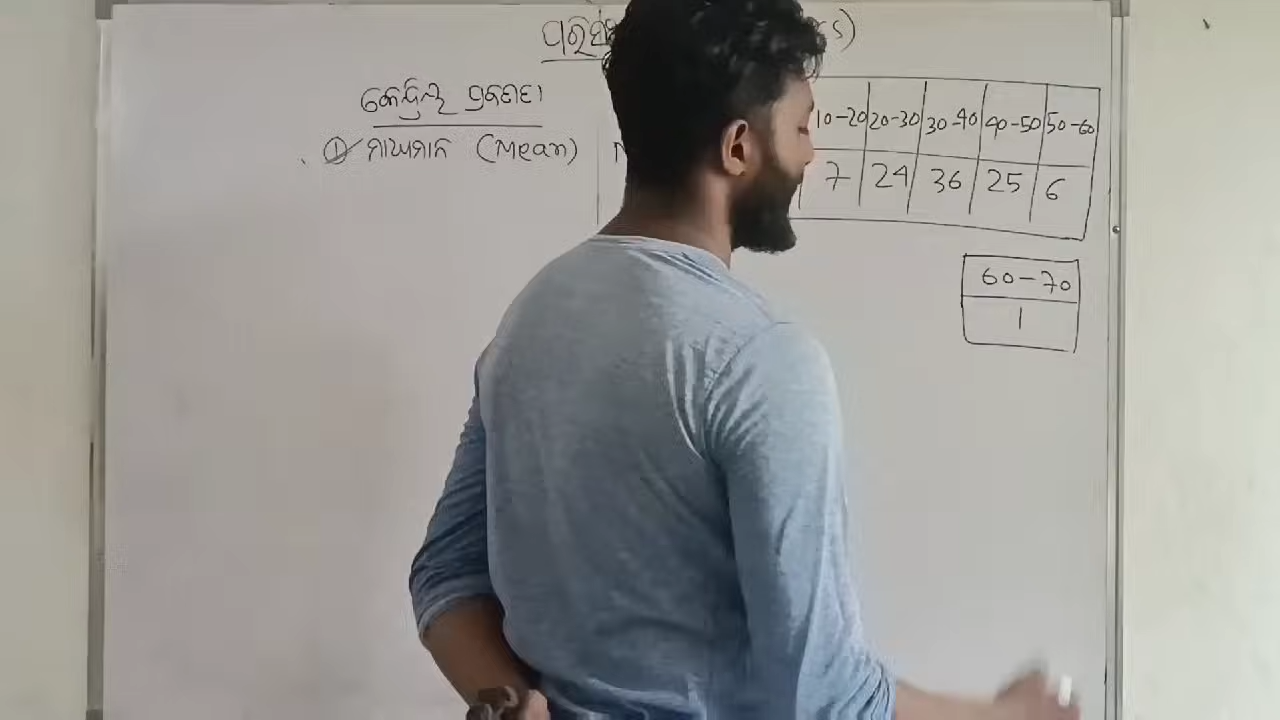 ପରି s)
କେନ୍ଦ୍ରିୟ ପ୍ରବଣତା
① ମାଧ୍ୟମାନ (Mean)
10-20 20-30 30-40 40-50 50-60
7 24 36 25 6
60-70
1